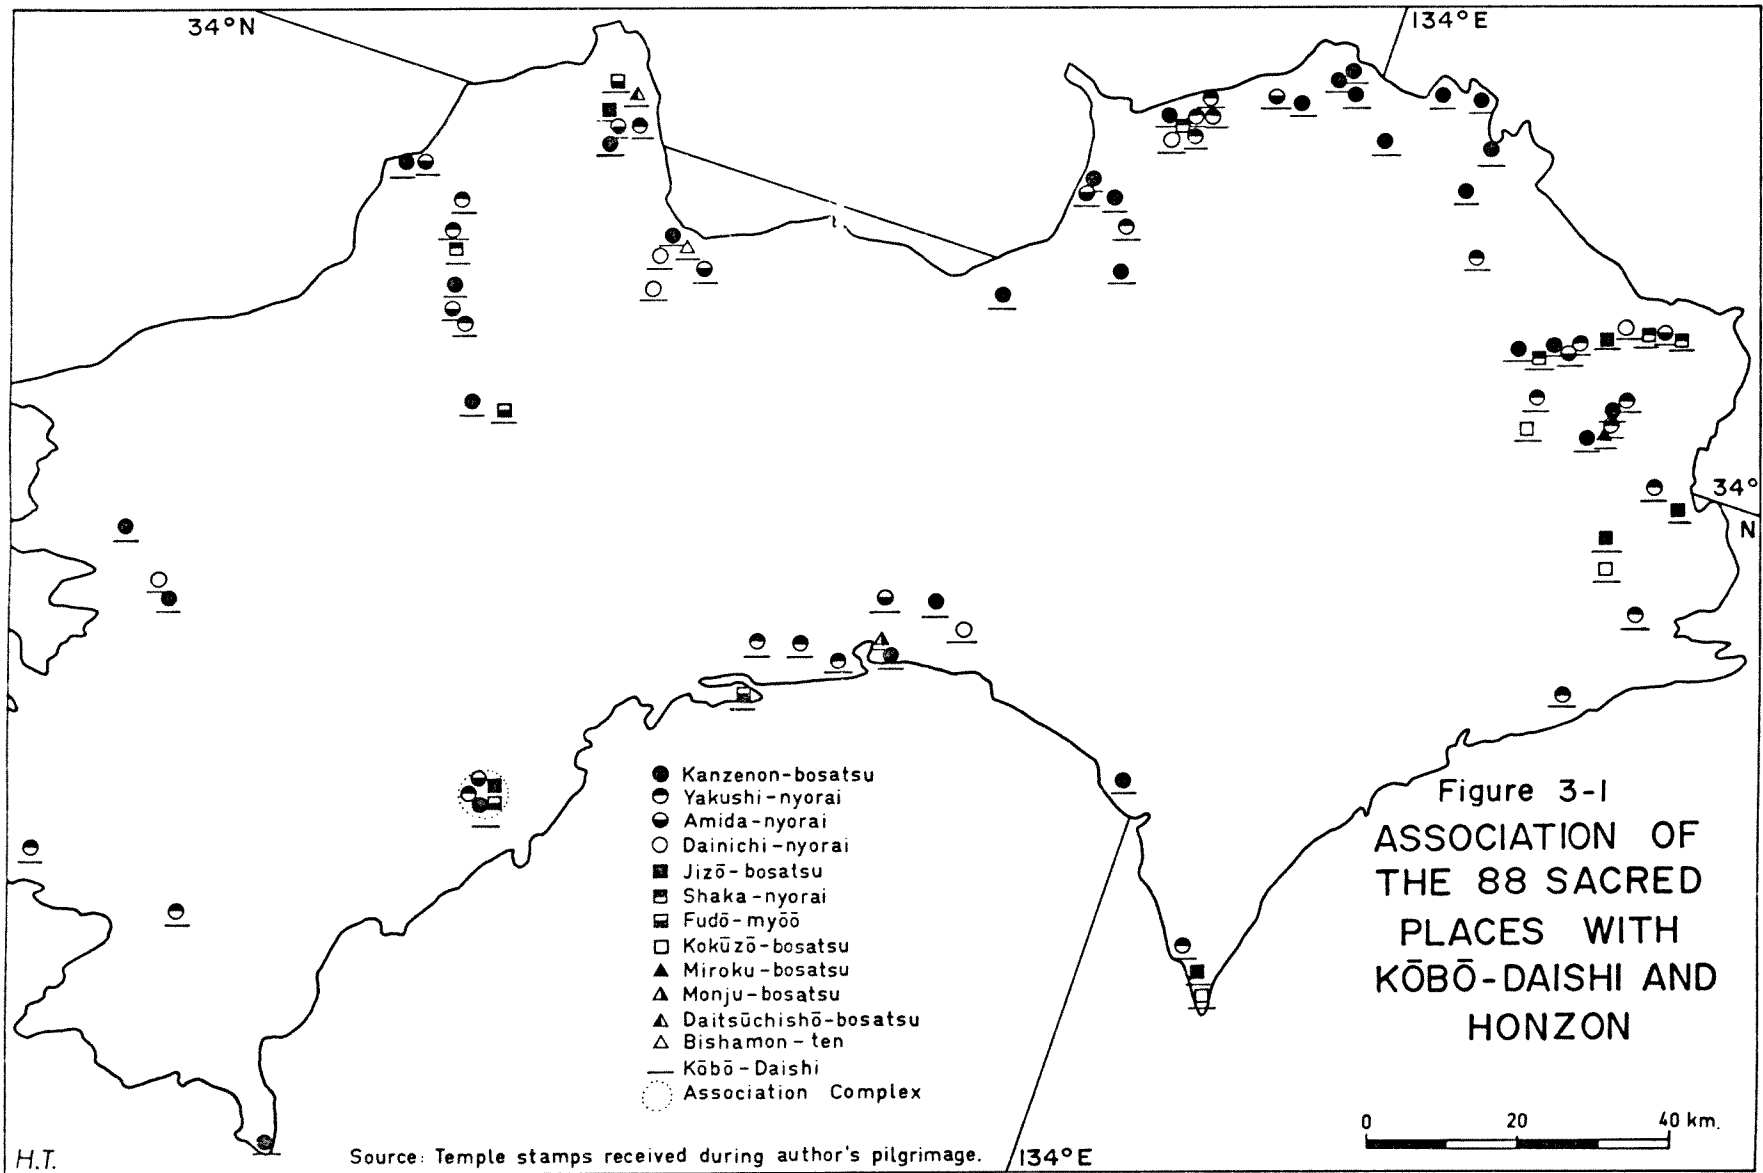 34°N
134°E
34°
N
Kanzenon-bosatsu
Yakushi-nyorai
Amida-nyorai
Dainichi-nyorai
Jizō-bosatsu
Shaka-nyorai
Fudō-myōō
Kokūzō-bosatsu
Miroku-bosatsu
Monju-bosatsu
Daitsūchishō-bosatsu
Bishamon-ten
Kōbō-Daishi
Association Complex
Figure 3-1
ASSOCIATION OF
THE 88 SACRED
PLACES WITH
KŌBŌ-DAISHI AND
HONZON
0 20 40 km.
H.T.
Source: Temple stamps received during author's pilgrimage.
134°E